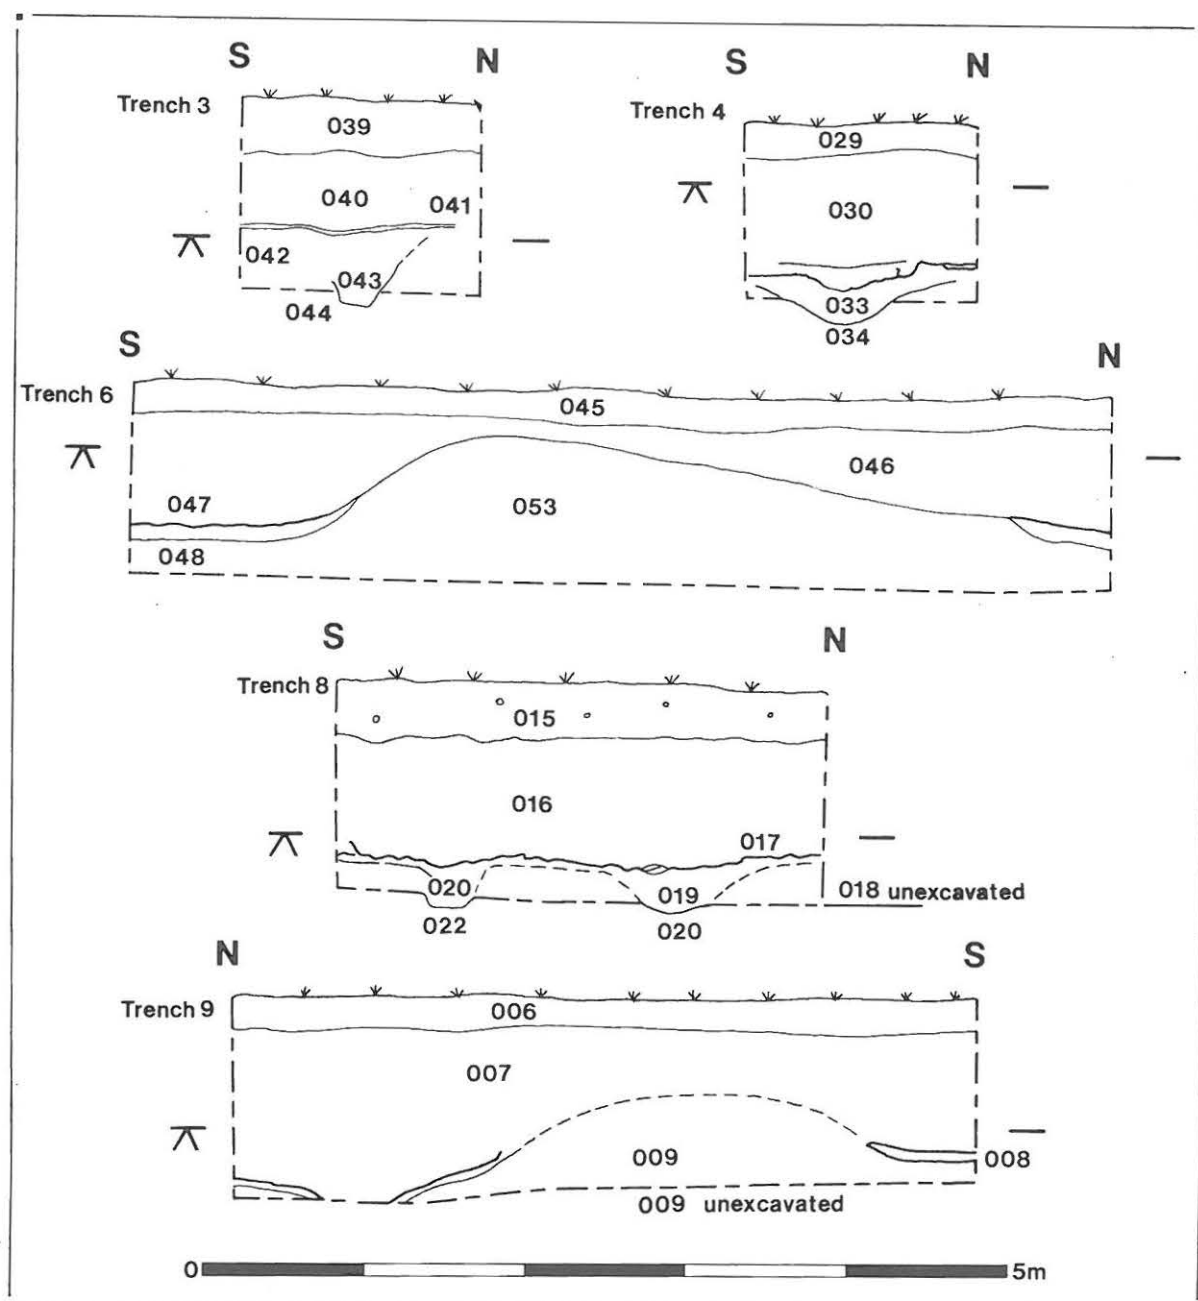 S N
Trench 3
039
040 041
042
043
044
S N
Trench 4
029
030
033
034
S N
Trench 6
045
046
047
053
048
S N
Trench 8
015
016
017
020 019 018 unexcavated
022 020
N S
Trench 9
006
007
009 008
009 unexcavated
0 5m